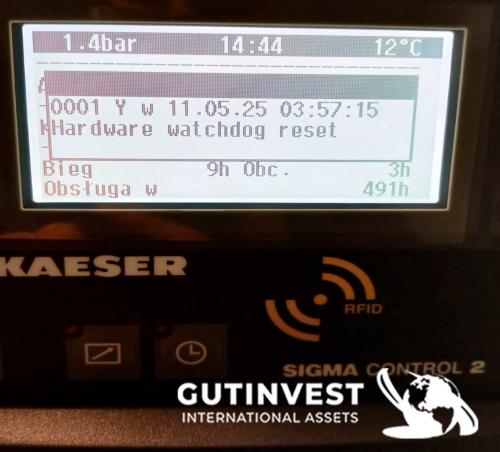 1.4bar 14:44 12°C
0001 Y w 11.05.25 03:57:15
Hardware watchdog reset
Bieg 9h Obc. 3h
Obsługa w 491h
KAESER
RFID
SIGMA CONTROL 2
GUTINVEST
INTERNATIONAL ASSETS